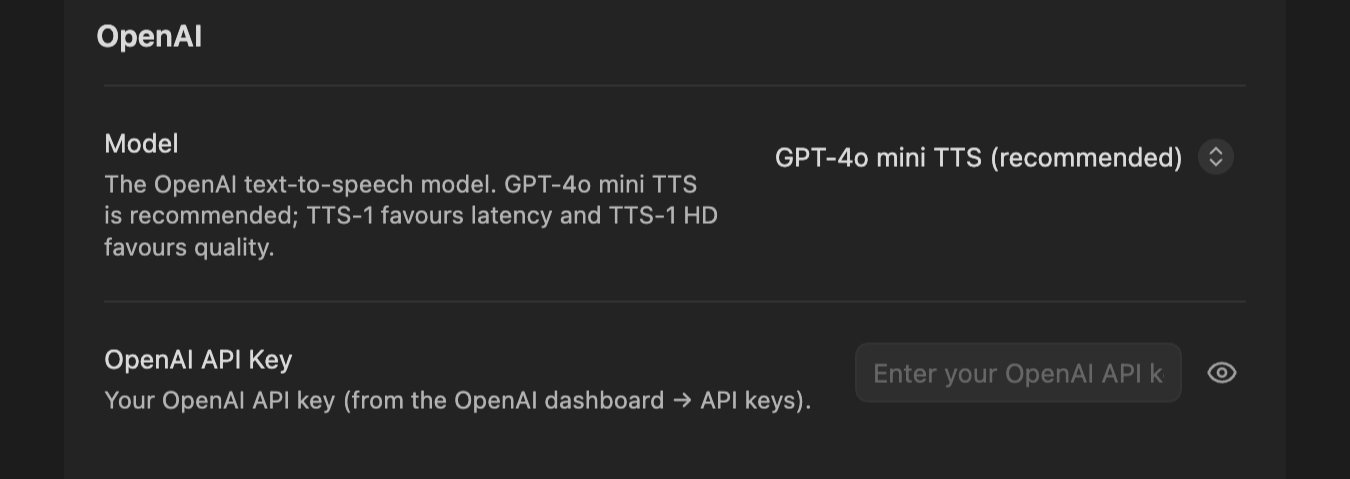 OpenAI
Model
GPT-4o mini TTS (recommended)
The OpenAI text-to-speech model. GPT-4o mini TTS
is recommended; TTS-1 favours latency and TTS-1 HD
favours quality.
OpenAI API Key
Enter your OpenAI API k
Your OpenAI API key (from the OpenAI dashboard → API keys).